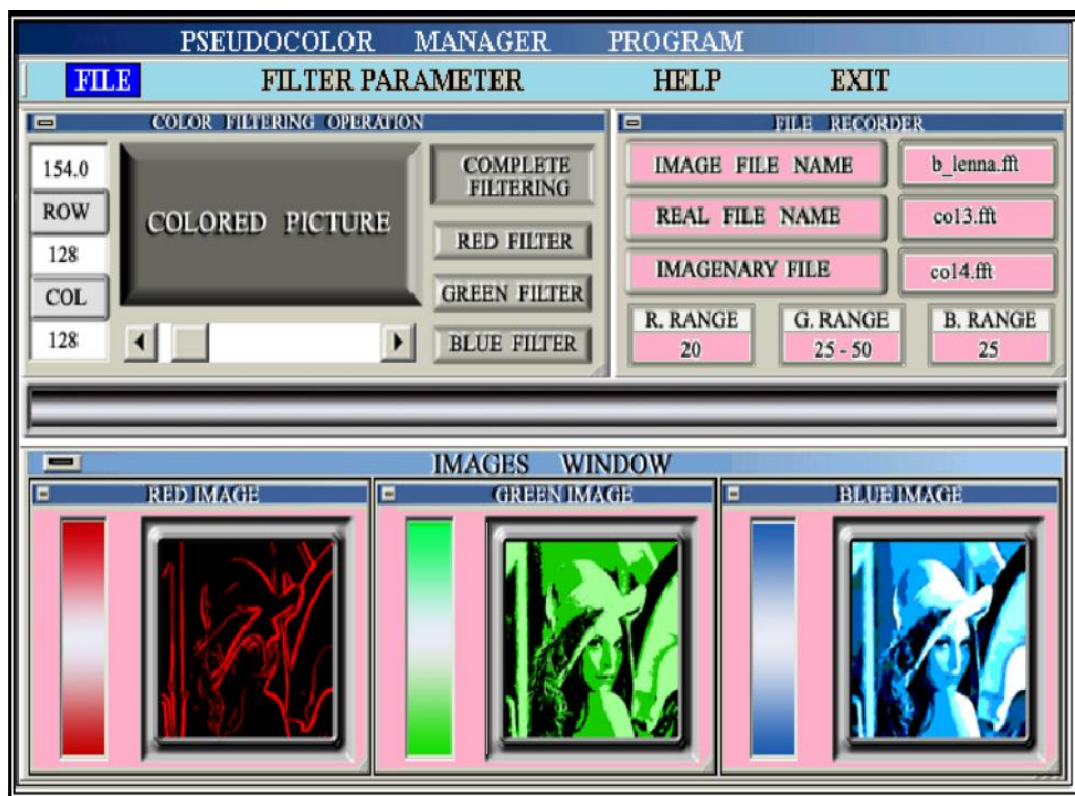 PSEUDOCOLOR MANAGER PROGRAM
FILE FILTER PARAMETER HELP EXIT
COLOR FILTERING OPERATION
154.0
ROW
128
COL
128
COLORED PICTURE
COMPLETE
FILTERING
RED FILTER
GREEN FILTER
BLUE FILTER
FILE RECORDER
IMAGE FILE NAME b_lenna.fft
REAL FILE NAME co13.fft
IMAGENARY FILE co14.fft
R. RANGE G. RANGE B. RANGE
20 25 - 50 25
IMAGES WINDOW
RED IMAGE GREEN IMAGE BLUE IMAGE